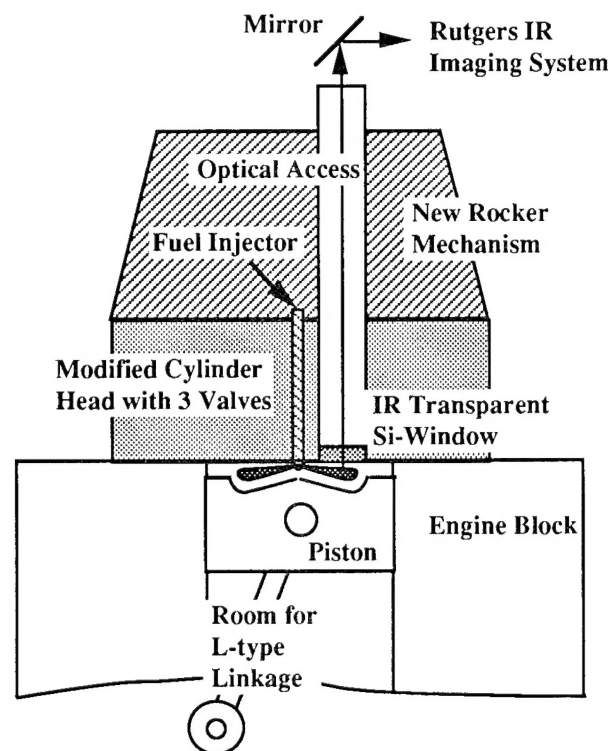 Mirror
Rutgers IR
Imaging System
Optical Access
New Rocker
Mechanism
Fuel Injector
Modified Cylinder
Head with 3 Valves
IR Transparent
Si-Window
Engine Block
Piston
Room for
L-type
Linkage